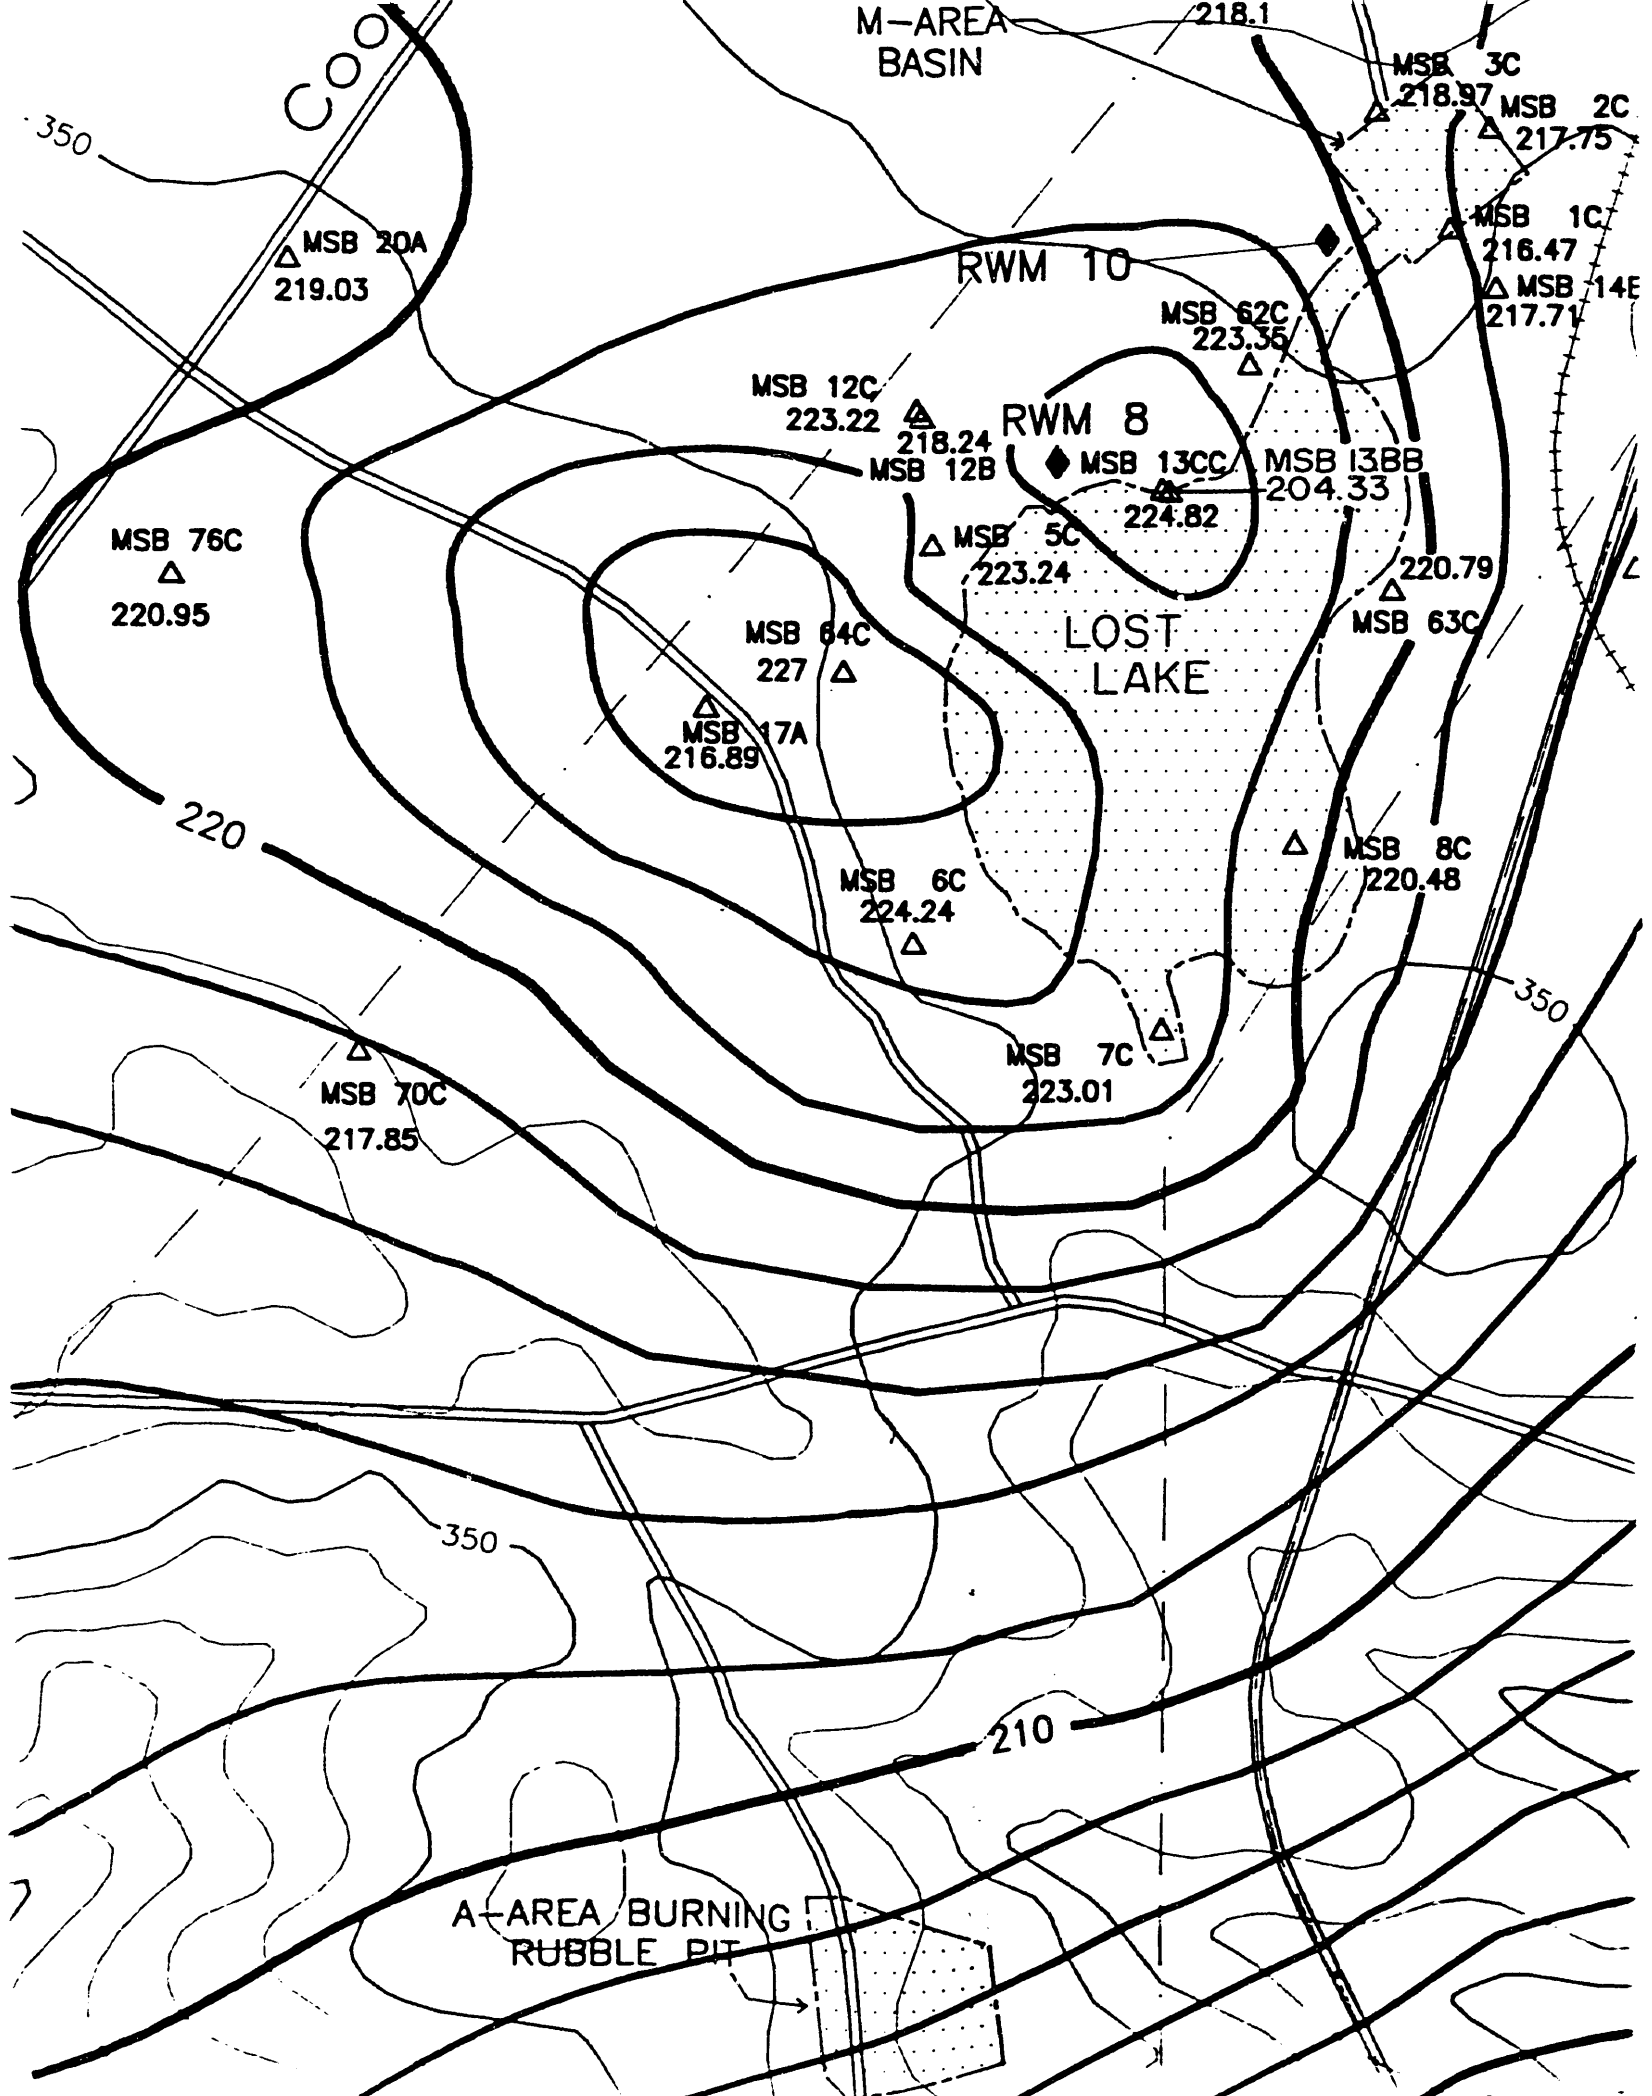 M-AREA
BASIN
218.1
Coo
350
MSB 3C
218.97
MSB 2C
217.75
MSB 20A
219.03
MSB 1C
216.47
RWM 10
MSB 14E
217.71
MSB 62C
223.35
MSB 12C
223.22
RWM 8
218.24
MSB 12B
MSB 13CC
MSB 13BB
204.33
224.82
MSB 76C
220.95
MSB 5C
223.24
220.79
MSB 63C
LOST
LAKE
MSB 64C
227
MSB 17A
216.89
220
MSB 8C
220.48
MSB 6C
224.24
350
MSB 7C
223.01
MSB 70C
217.85
350
210
A-AREA BURNING
RUBBLE PIT